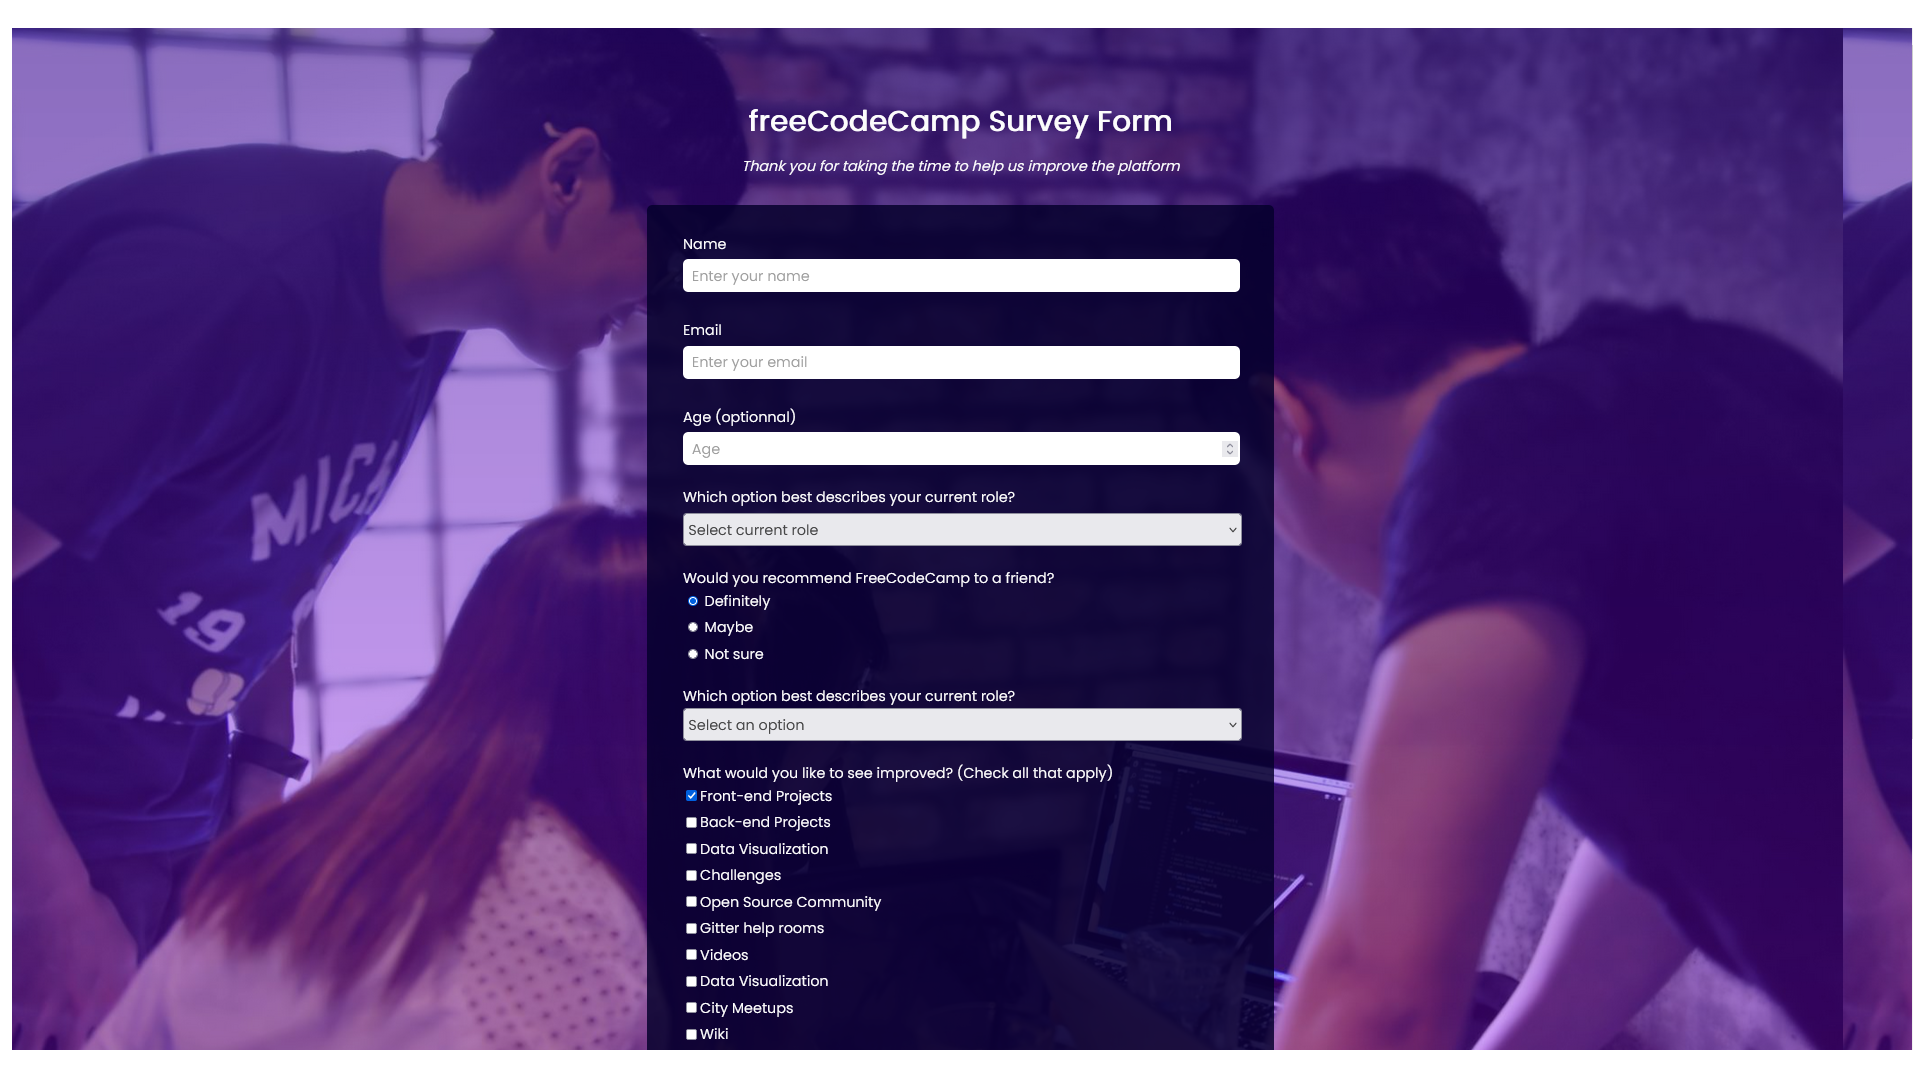 freeCodeCamp Survey Form
Thank you for taking the time to help us improve the platform
Name
Enter your name
Email
Enter your email
Age (optionnal)
Age
Which option best describes your current role?
Select current role
Would you recommend FreeCodeCamp to a friend?
Definitely
Maybe
Not sure
Which option best describes your current role?
Select an option
What would you like to see improved? (Check all that apply)
Front-end Projects
Back-end Projects
Data Visualization
Challenges
Open Source Community
Gitter help rooms
Videos
Data Visualization
City Meetups
Wiki
MICH
19